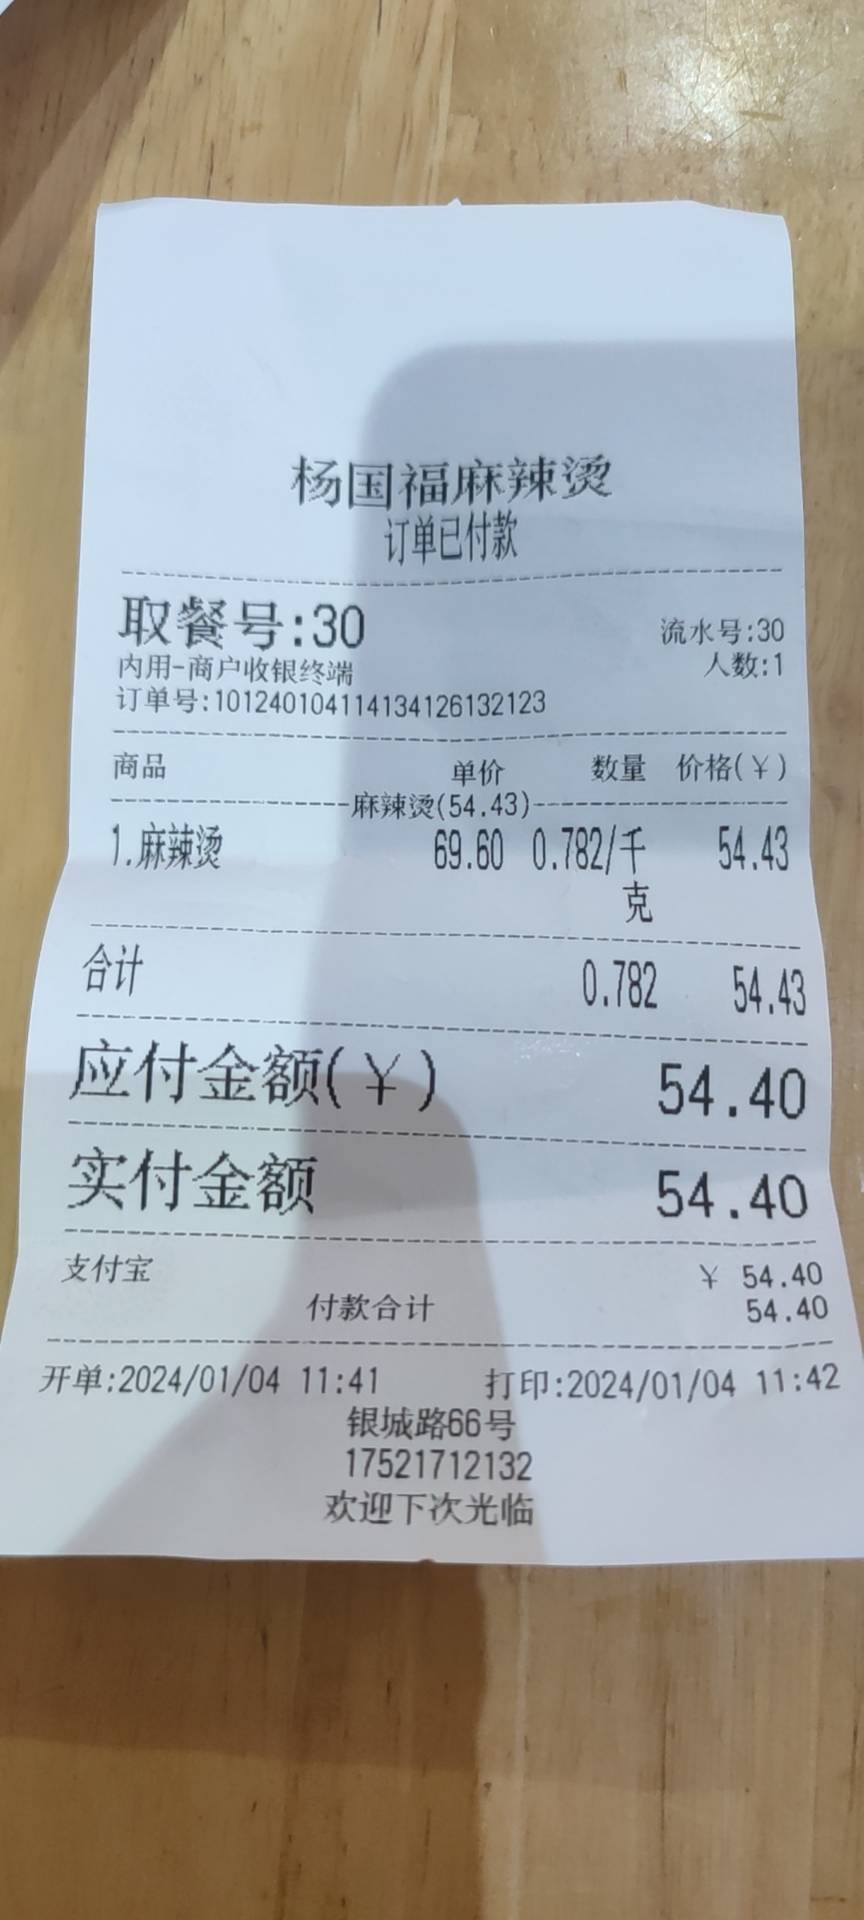 杨国福麻辣烫
订单已付款
取餐号:30 流水号:30
内用-商户收银终端 人数:1
订单号:101240104114134126132123
商品 单价 数量 价格(¥)
麻辣烫(54.43)
1.麻辣烫 69.60 0.782/千克 54.43
合计 0.782 54.43
应付金额(¥) 54.40
实付金额 54.40
支付宝 ¥ 54.40
付款合计 54.40
开单:2024/01/04 11:41 打印:2024/01/04 11:42
银城路66号
17521712132
欢迎下次光临